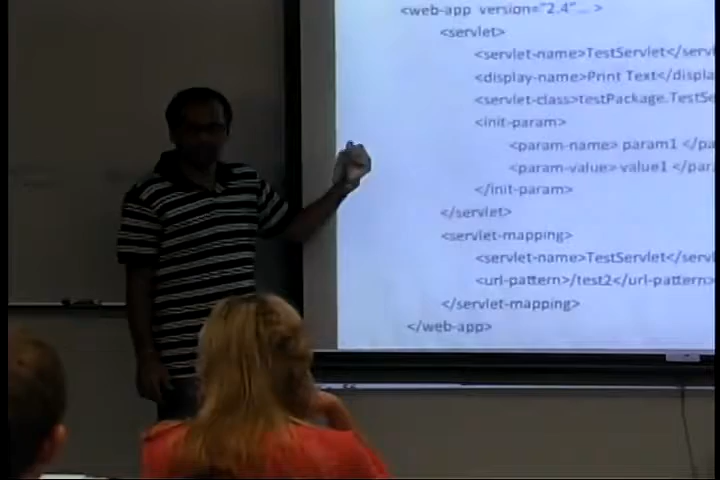 <web-app version="2.4"... >
<servlet>
<servlet-name>TestServlet</servl
<display-name>Print Text</displa
<servlet-class>testPackage.TestSe
<init-param>
<param-name> param1 </pa
<param-value> value1 </par
</init-param>
</servlet>
<servlet-mapping>
<servlet-name>TestServlet</servl
<url-pattern>/test2</url-pattern>
</servlet-mapping>
</web-app>